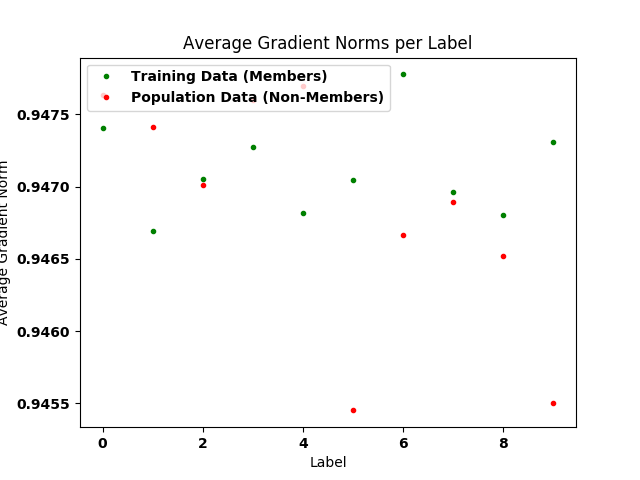 Average Gradient Norms per Label
Training Data (Members)
Population Data (Non-Members)
0.9475
0.9470
0.9465
0.9460
0.9455
Average Gradient Norm
0 2 4 6 8
Label